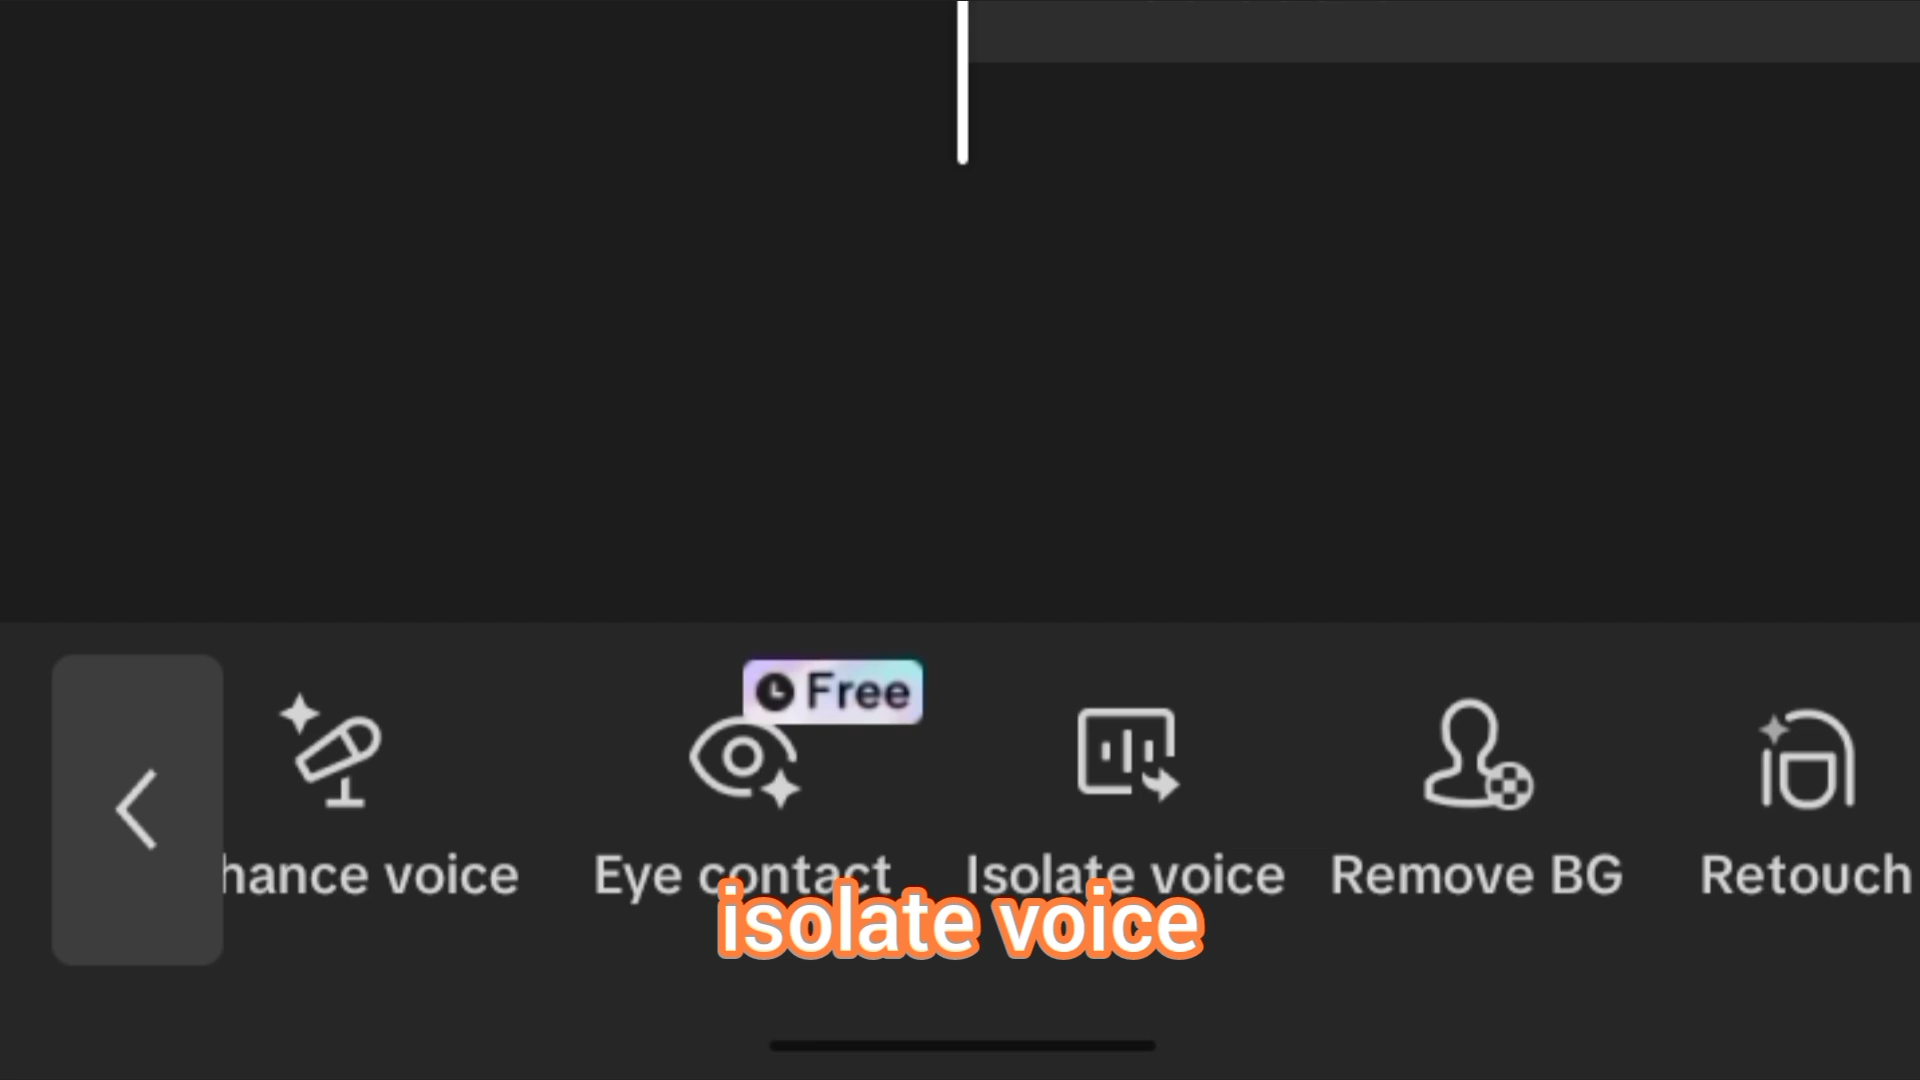 Free
hance voice
Eye contact
Isolate voice
Remove BG
Retouch
isolate voice